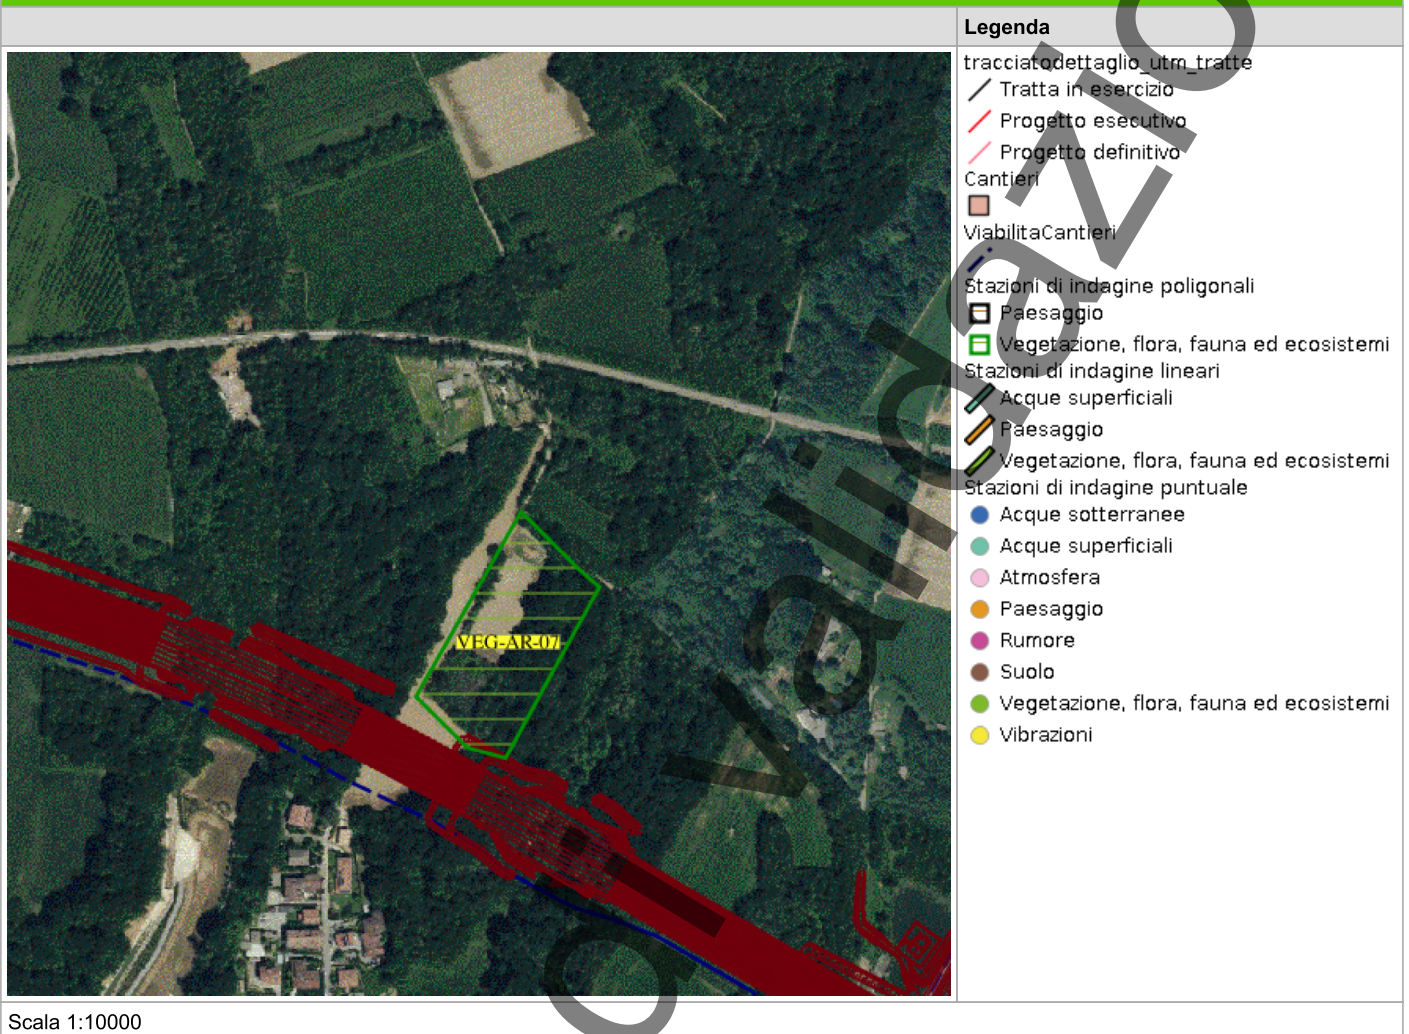 Legenda
tracciatodettaglio_utm_tratte
Tratta in esercizio
Progetto esecutivo
Progetto definitivo
Cantieri
ViabilitaCantieri
Stazioni di indagine poligonali
Paesaggio
Vegetazione, flora, fauna ed ecosistemi
Stazioni di indagine lineari
Acque superficiali
Paesaggio
Vegetazione, flora, fauna ed ecosistemi
Stazioni di indagine puntuale
Acque sotterranee
Acque superficiali
Atmosfera
Paesaggio
Rumore
Suolo
Vegetazione, flora, fauna ed ecosistemi
Vibrazioni
VEG-AR-07
di validazio
Scala 1:10000